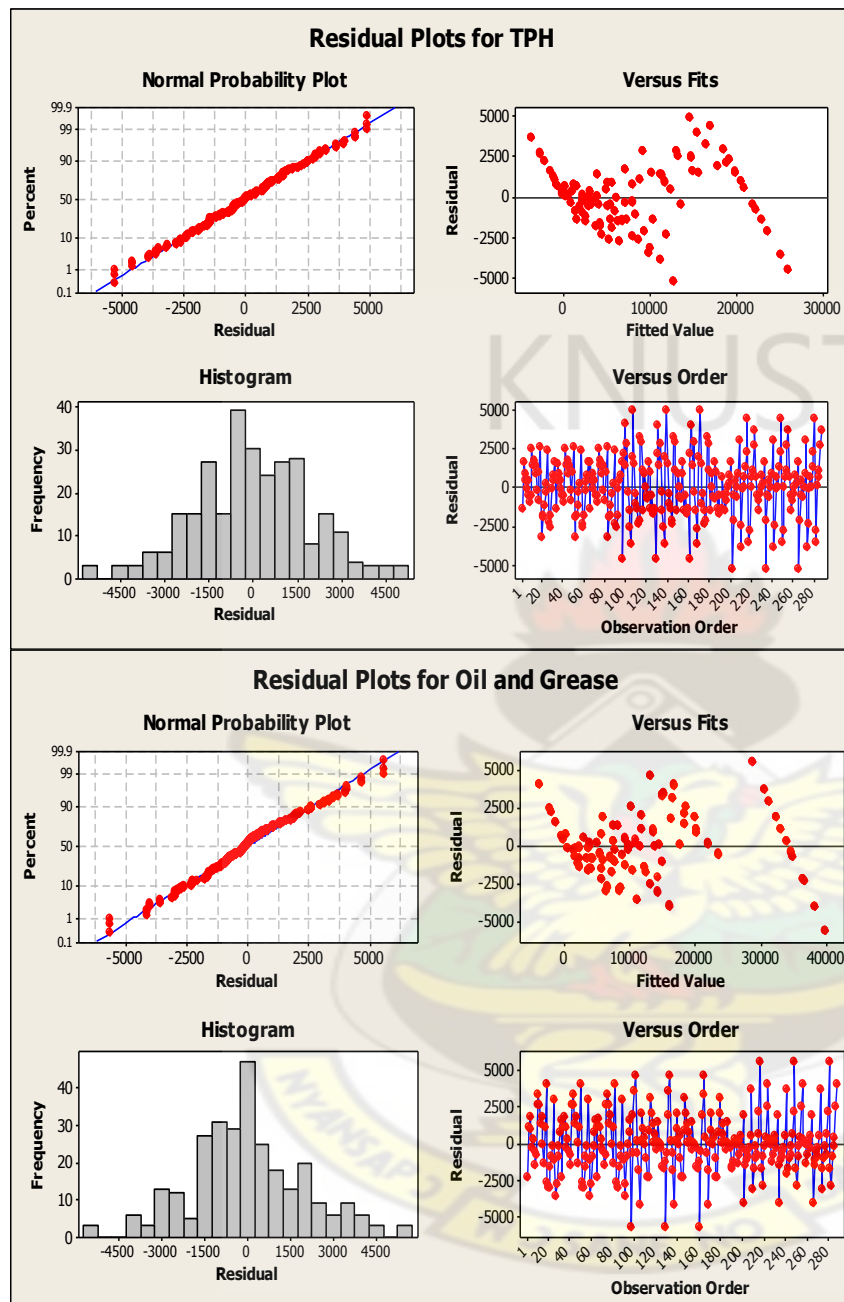 Residual Plots for TPH
Normal Probability Plot
Versus Fits
99.9
99
90
50
10
1
0.1
Percent
-5000 -2500 0 2500 5000
Residual
5000
2500
0
-2500
-5000
Residual
0 10000 20000 30000
Fitted Value
KNUST
Histogram
Versus Order
40
30
20
10
0
Frequency
-4500 -3000 -1500 0 1500 3000 4500
Residual
5000
2500
0
-2500
-5000
Residual
1 20 40 60 80 100 120 140 160 180 200 220 240 260 280
Observation Order
Residual Plots for Oil and Grease
Normal Probability Plot
Versus Fits
99.9
99
90
50
10
1
0.1
Percent
-5000 -2500 0 2500 5000
Residual
5000
2500
0
-2500
-5000
Residual
0 10000 20000 30000 40000
Fitted Value
Histogram
Versus Order
40
30
20
10
0
Frequency
-4500 -3000 -1500 0 1500 3000 4500
Residual
5000
2500
0
-2500
-5000
Residual
1 20 40 60 80 100 120 140 160 180 200 220 240 260 280
Observation Order